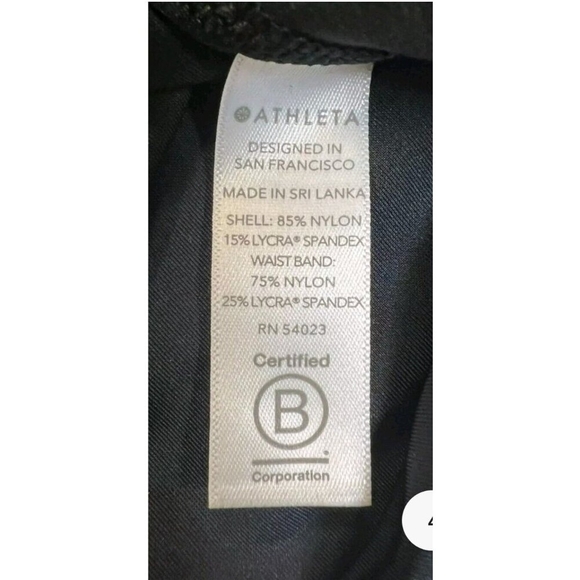 ATHLETA
DESIGNED IN
SAN FRANCISCO
MADE IN SRI LANKA
SHELL: 85% NYLON
15% LYCRA® SPANDEX
WAIST BAND:
75% NYLON
25% LYCRA® SPANDEX
RN 54023
Certified
B
Corporation